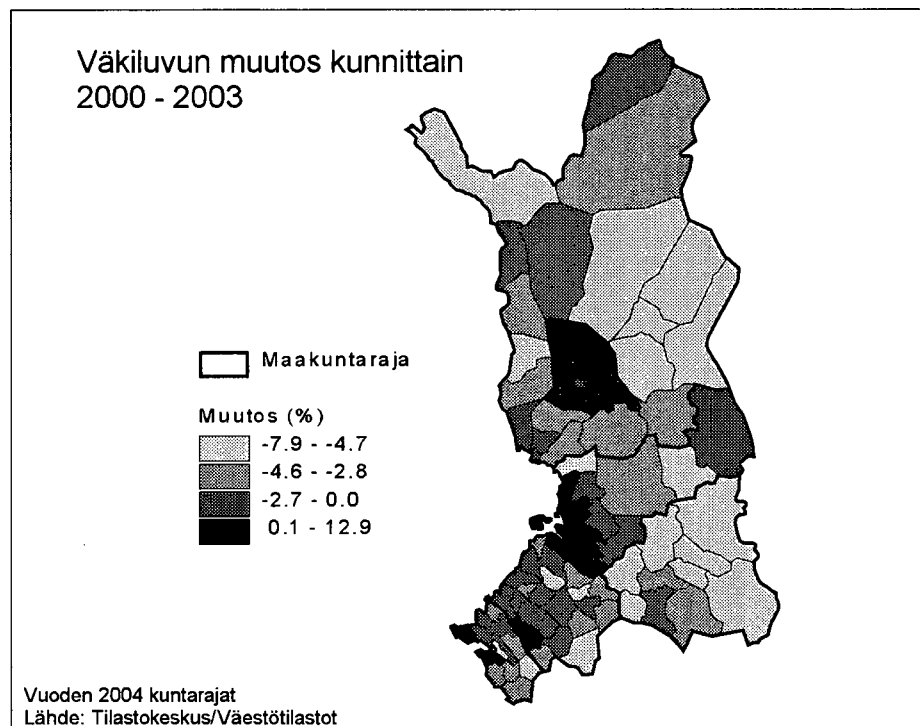 Väkiluvun muutos kunnittain
2000 - 2003
Maakuntaraja
Muutos (%)
-7.9 - -4.7
-4.6 - -2.8
-2.7 - 0.0
0.1 - 12.9
Vuoden 2004 kuntarajat
Lähde: Tilastokeskus/Väestötilastot